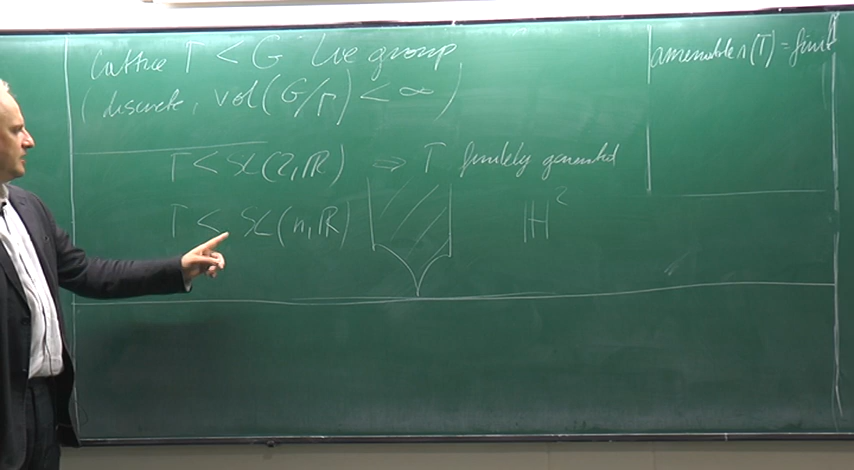 Lattice Γ < G Lie group
(discrete, vol(G/Γ) < ∞)
Γ < SL(2,ℝ) ⇒ Γ finitely generated
Γ < SL(n,ℝ)
ℍ²
amenable ∩ (T) = finite